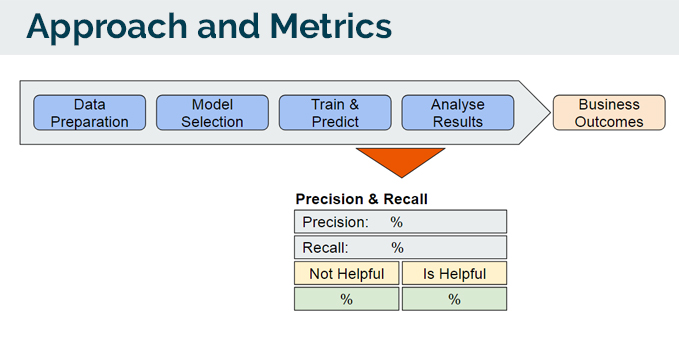 Approach and Metrics
Data
Preparation
Model
Selection
Train &
Predict
Analyse
Results
Business
Outcomes
Precision & Recall
Precision: %
Recall: %
Not Helpful Is Helpful
% %